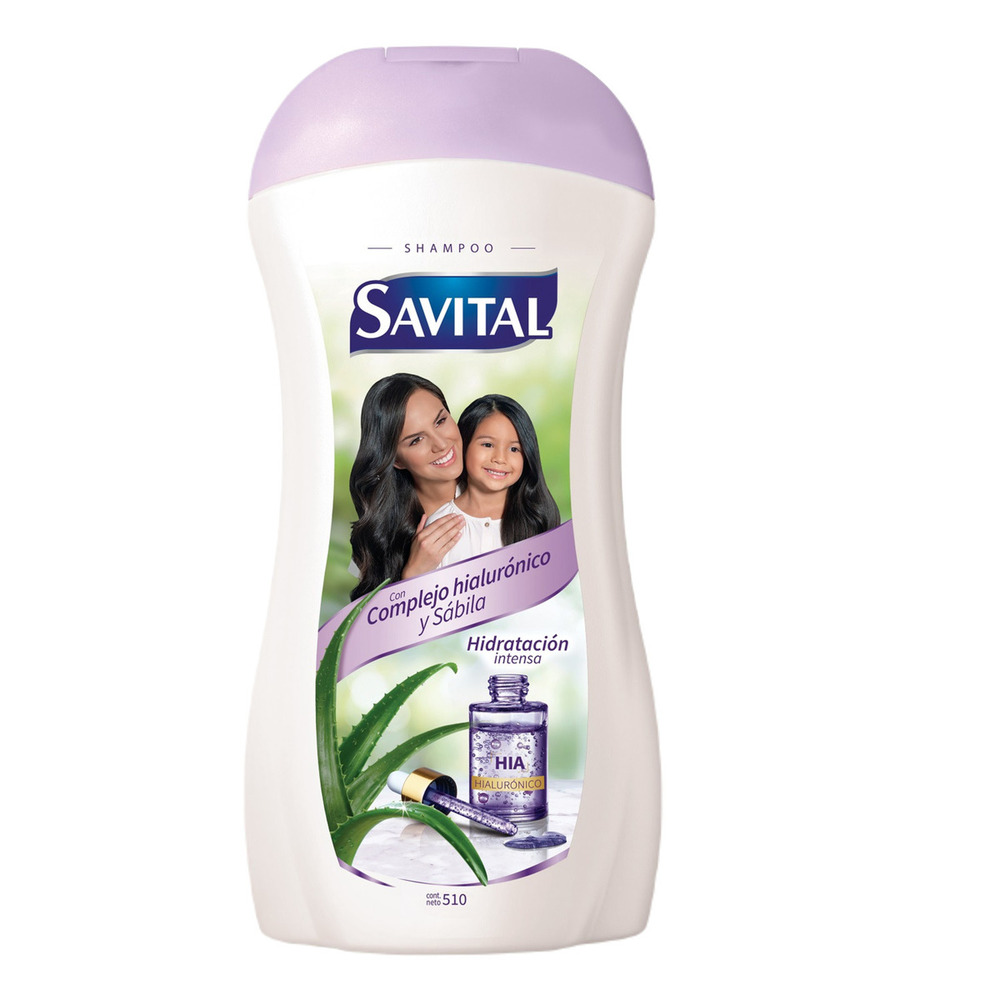 SHAMPOO
SAVITAL
Con
Complejo hialurónico
y Sábila
Hidratación
intensa
HIA
HIALURÓNICO
cont.
neto 510